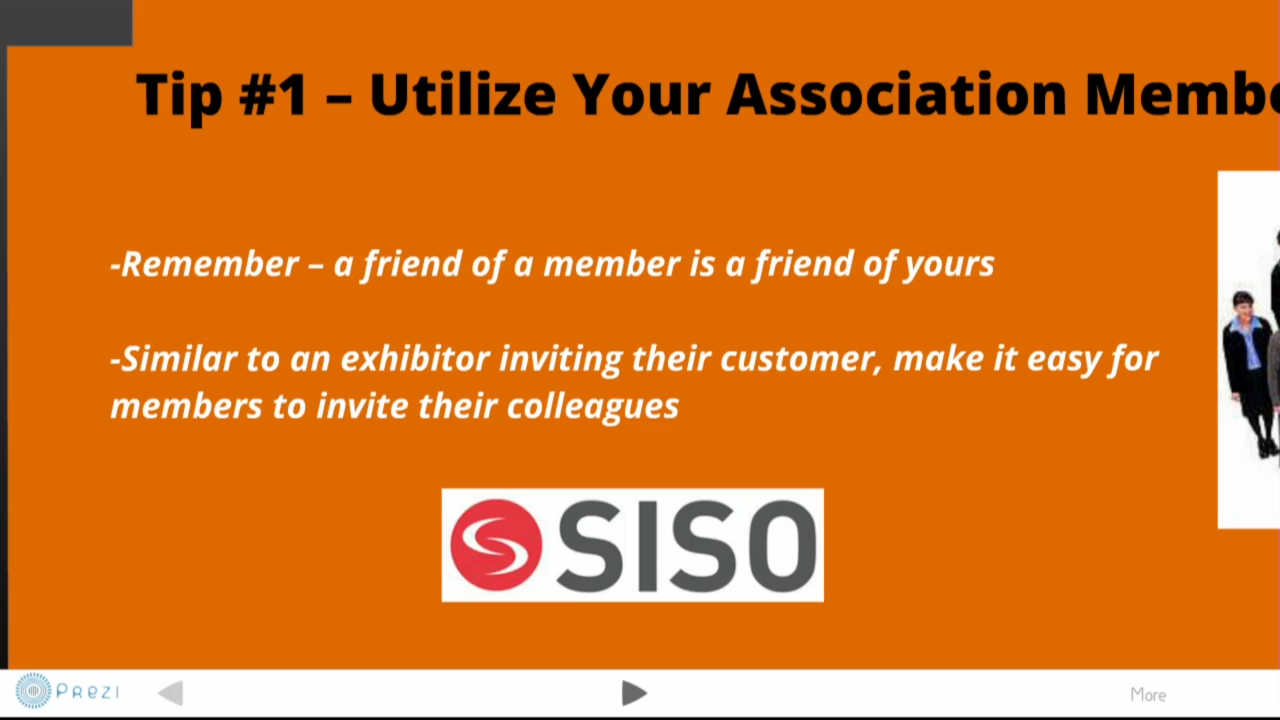 Tip #1 – Utilize Your Association Membe
-Remember – a friend of a member is a friend of yours
-Similar to an exhibitor inviting their customer, make it easy for
members to invite their colleagues
SISO
Prezi
More